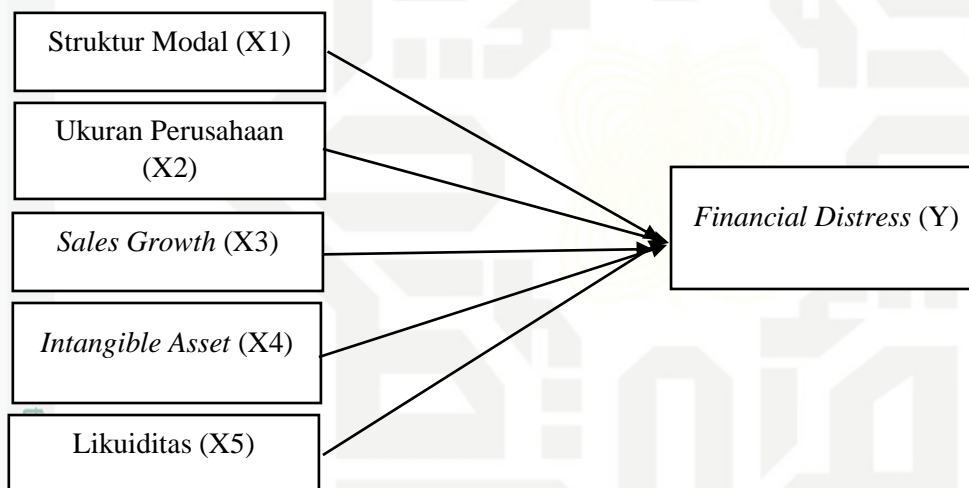 Struktur Modal (X1)
Ukuran Perusahaan
(X2)
Sales Growth (X3)
Intangible Asset (X4)
Likuiditas (X5)
Financial Distress (Y)